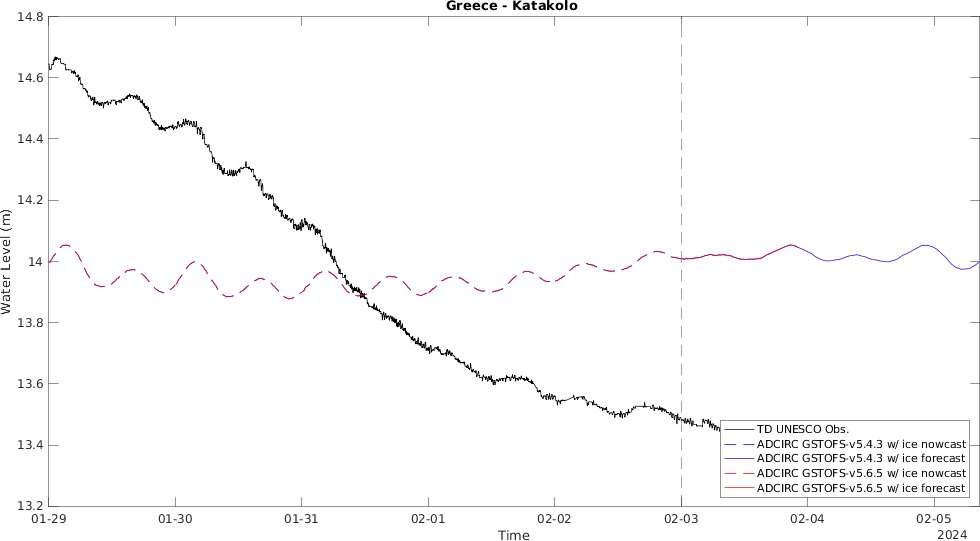 Greece - Katakolo
14.8
14.6
14.4
14.2
14
13.8
13.6
13.4
13.2
Water Level (m)
TD UNESCO Obs.
ADCIRC GSTOFS-v5.4.3 w/ ice nowcast
ADCIRC GSTOFS-v5.4.3 w/ ice forecast
ADCIRC GSTOFS-v5.6.5 w/ ice nowcast
ADCIRC GSTOFS-v5.6.5 w/ ice forecast
01-29 01-30 01-31 02-01 02-02 02-03 02-04 02-05
Time
2024